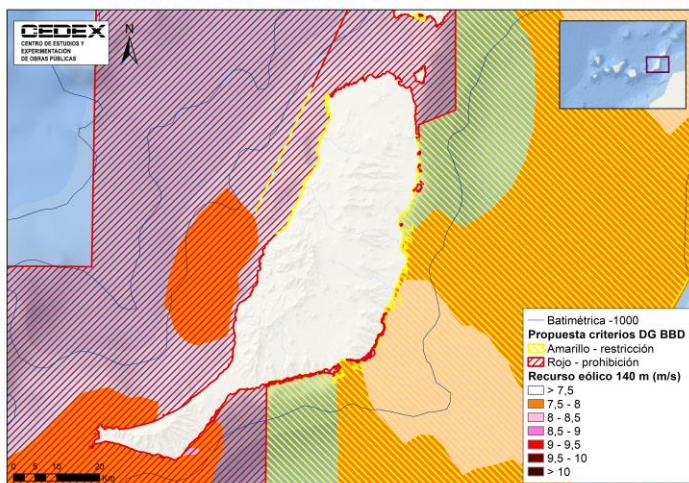 CEDEX
CENTRO DE ESTUDIOS Y
EXPERIMENTACIÓN
DE OBRAS PÚBLICAS
N
Batimétrica -1000
Propuesta criterios DG BBD
Amarillo - restricción
Rojo - prohibición
Recurso eólico 140 m (m/s)
> 7,5
7,5 - 8
8 - 8,5
8,5 - 9
9 - 9,5
9,5 - 10
> 10
0 5 10 20
Km